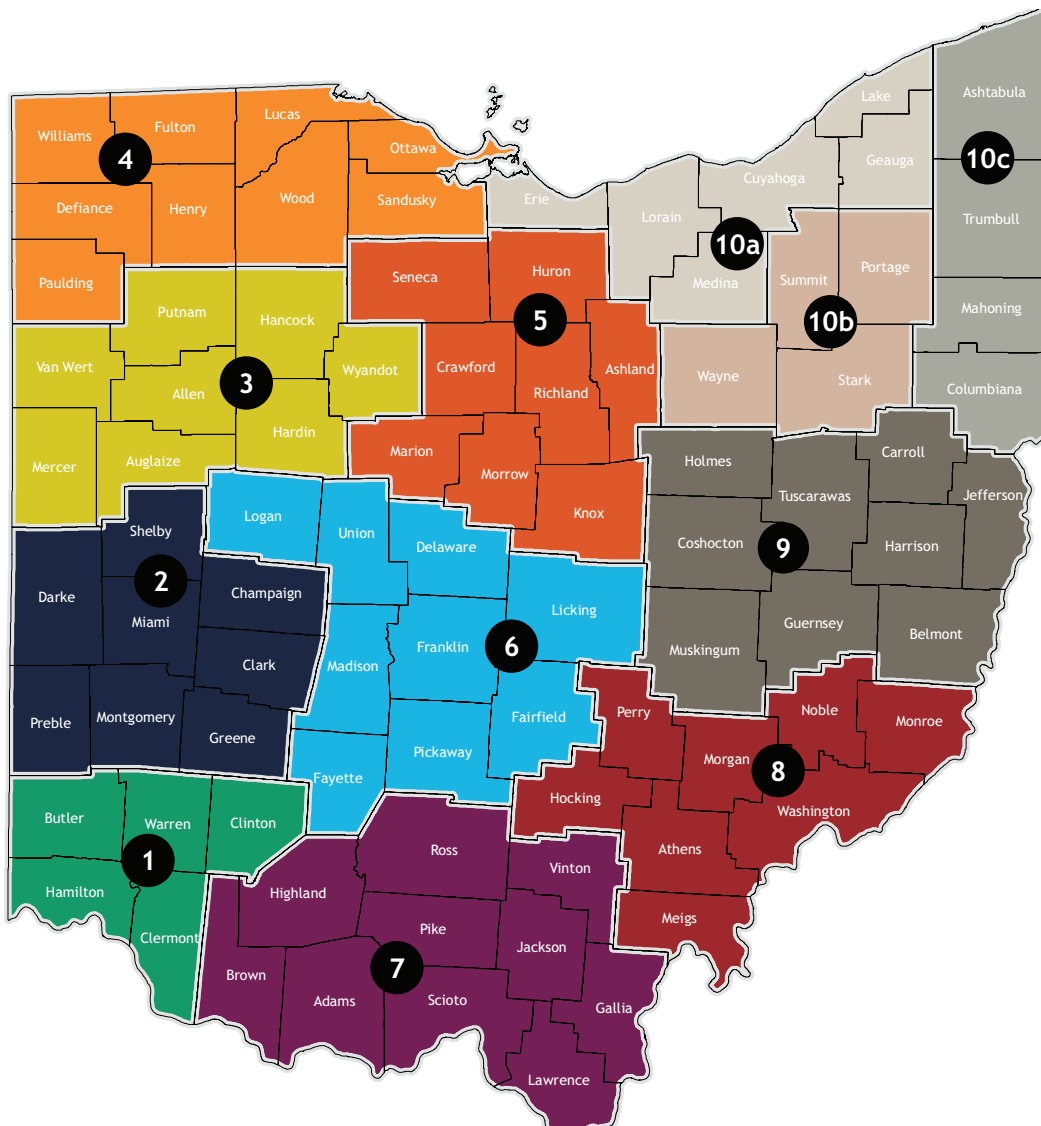 Lake
Ashtabula
Lucas
Fulton
Williams
Ottawa
4
10c
Geauga
Cuyahoga
Wood
Sandusky
Erie
Defiance
Henry
Lorain
Trumbull
10a
Portage
Seneca
Huron
Paulding
Medina
Summit
Putnam
Hancock
5
10b
Mahoning
Van Wert
3
Wyandot
Crawford
Ashland
Wayne
Stark
Allen
Richland
Columbiana
Hardin
Marion
Mercer
Auglaize
Morrow
Holmes
Carroll
Tuscarawas
Jefferson
Logan
Knox
Shelby
Union
Delaware
Coshocton
9
Harrison
2
Darke
Champaign
Licking
Miami
Guernsey
Belmont
6
Franklin
Muskingum
Clark
Madison
Preble
Montgomery
Fairfield
Perry
Noble
Monroe
Greene
Pickaway
Morgan
8
Fayette
Hocking
Washington
Butler
Warren
Clinton
1
Ross
Athens
Vinton
Hamilton
Highland
Meigs
Pike
Clermont
Jackson
7
Brown
Adams
Scioto
Gallia
Lawrence